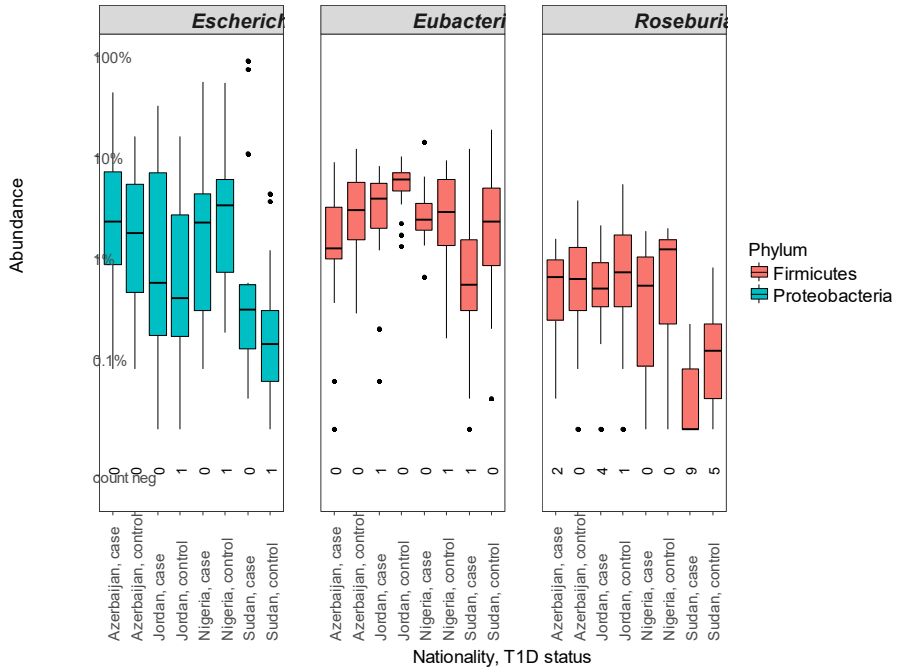 Escherich
Eubacteri
Roseburia
Abundance
100%
10%
1%
0.1%
count neg
0 0 0 1 0 1 0 1
0 0 1 0 0 1 1 0
2 0 4 1 0 0 9 5
Azerbaijan, case
Azerbaijan, control
Jordan, case
Jordan, control
Nigeria, case
Nigeria, control
Sudan, case
Sudan, control
Azerbaijan, case
Azerbaijan, control
Jordan, case
Jordan, control
Nigeria, case
Nigeria, control
Sudan, case
Sudan, control
Azerbaijan, case
Azerbaijan, control
Jordan, case
Jordan, control
Nigeria, case
Nigeria, control
Sudan, case
Sudan, control
Nationality, T1D status
Phylum
Firmicutes
Proteobacteria